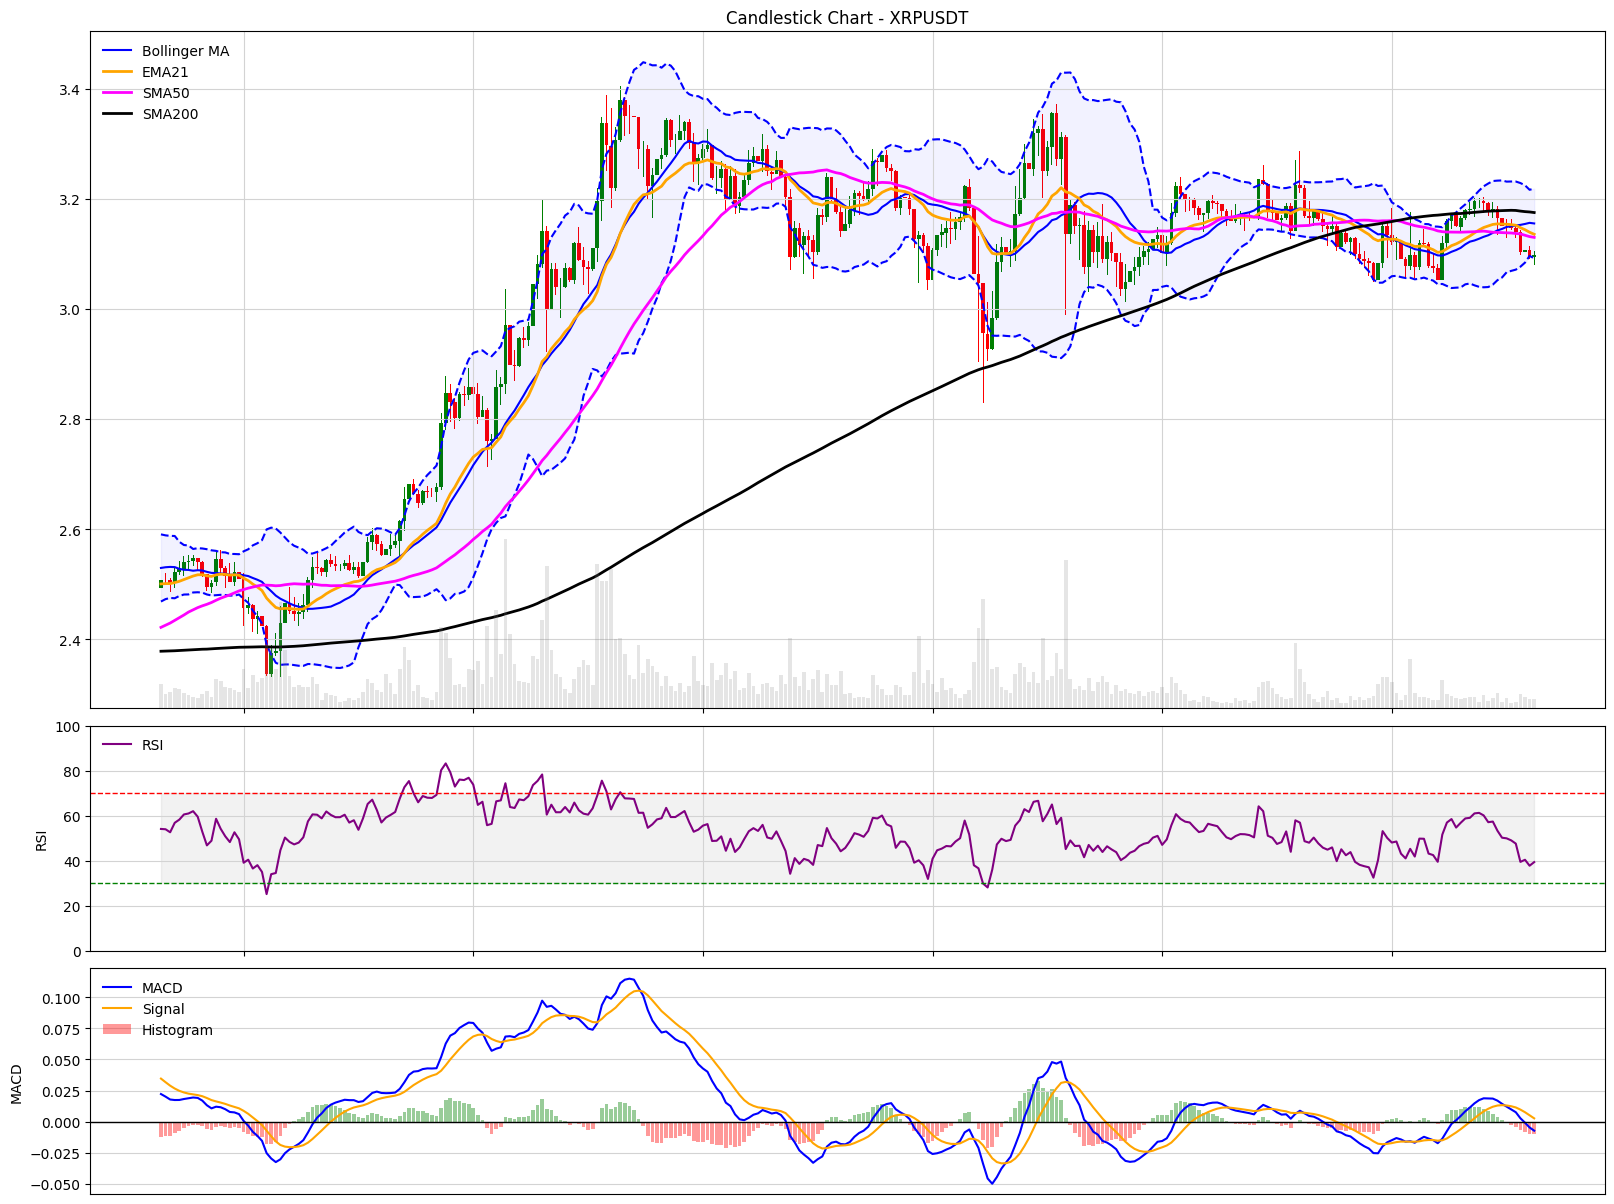 Candlestick Chart - XRPUSDT
Bollinger MA
EMA21
SMA50
SMA200
3.4
3.2
3.0
2.8
2.6
2.4
100
80
60
40
20
0
RSI
RSI
0.100
0.075
0.050
0.025
0.000
−0.025
−0.050
MACD
MACD
Signal
Histogram